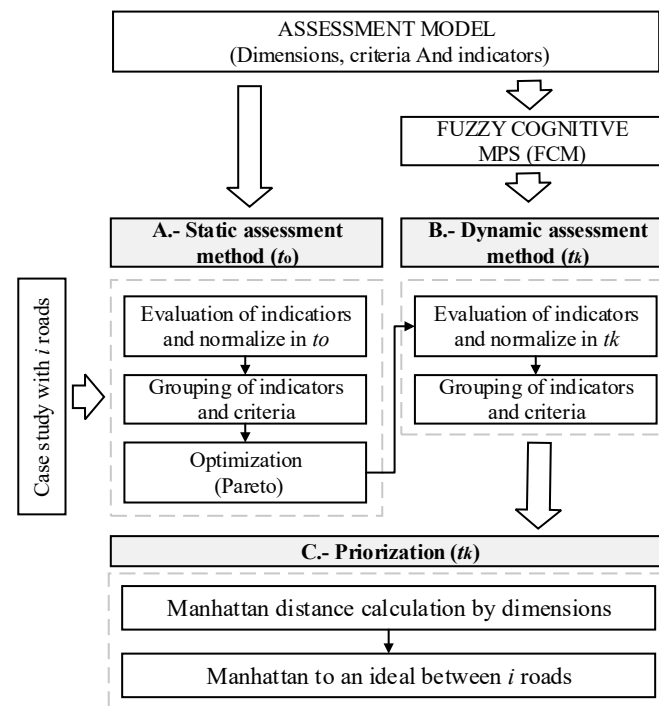 ASSESSMENT MODEL
(Dimensions, criteria And indicators)
FUZZY COGNITIVE
MPS (FCM)
A.- Static assessment
method (to)
B.- Dynamic assessment
method (tk)
Case study with i roads
Evaluation of indicatiors
and normalize in to
Grouping of indicators
and criteria
Optimization
(Pareto)
Evaluation of indicators
and normalize in tk
Grouping of indicators
and criteria
C.- Priorization (tk)
Manhattan distance calculation by dimensions
Manhattan to an ideal between i roads